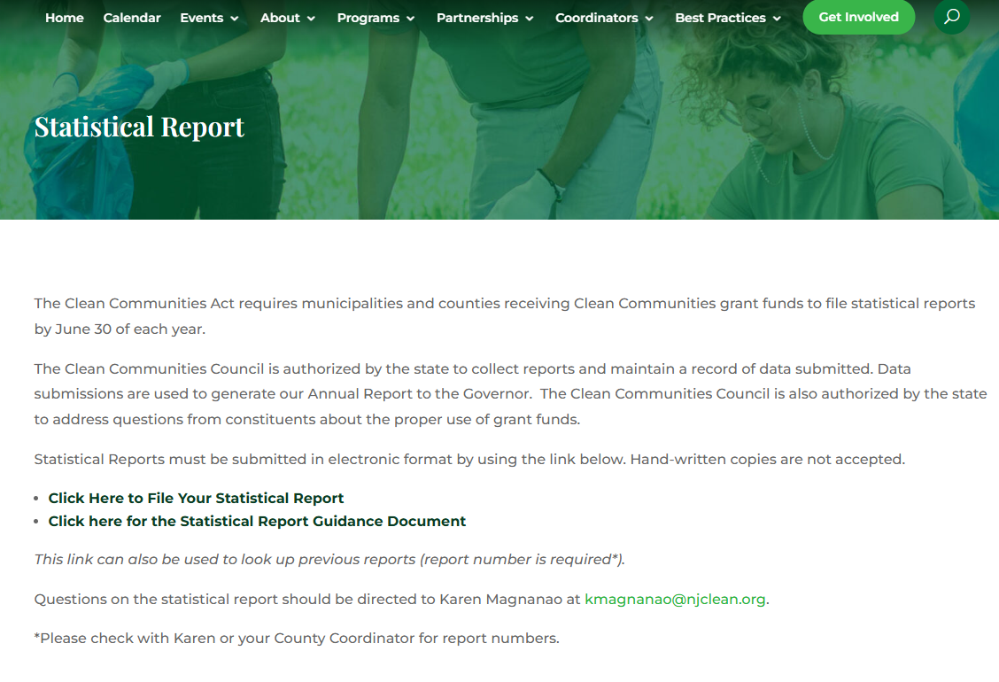 Home Calendar Events About Programs Partnerships Coordinators Best Practices Get Involved
Statistical Report
The Clean Communities Act requires municipalities and counties receiving Clean Communities grant funds to file statistical reports
by June 30 of each year.
The Clean Communities Council is authorized by the state to collect reports and maintain a record of data submitted. Data
submissions are used to generate our Annual Report to the Governor.  The Clean Communities Council is also authorized by the state
to address questions from constituents about the proper use of grant funds.
Statistical Reports must be submitted in electronic format by using the link below. Hand-written copies are not accepted.
• Click Here to File Your Statistical Report
• Click here for the Statistical Report Guidance Document
This link can also be used to look up previous reports (report number is required*).
Questions on the statistical report should be directed to Karen Magnanao at kmagnanao@njclean.org.
*Please check with Karen or your County Coordinator for report numbers.